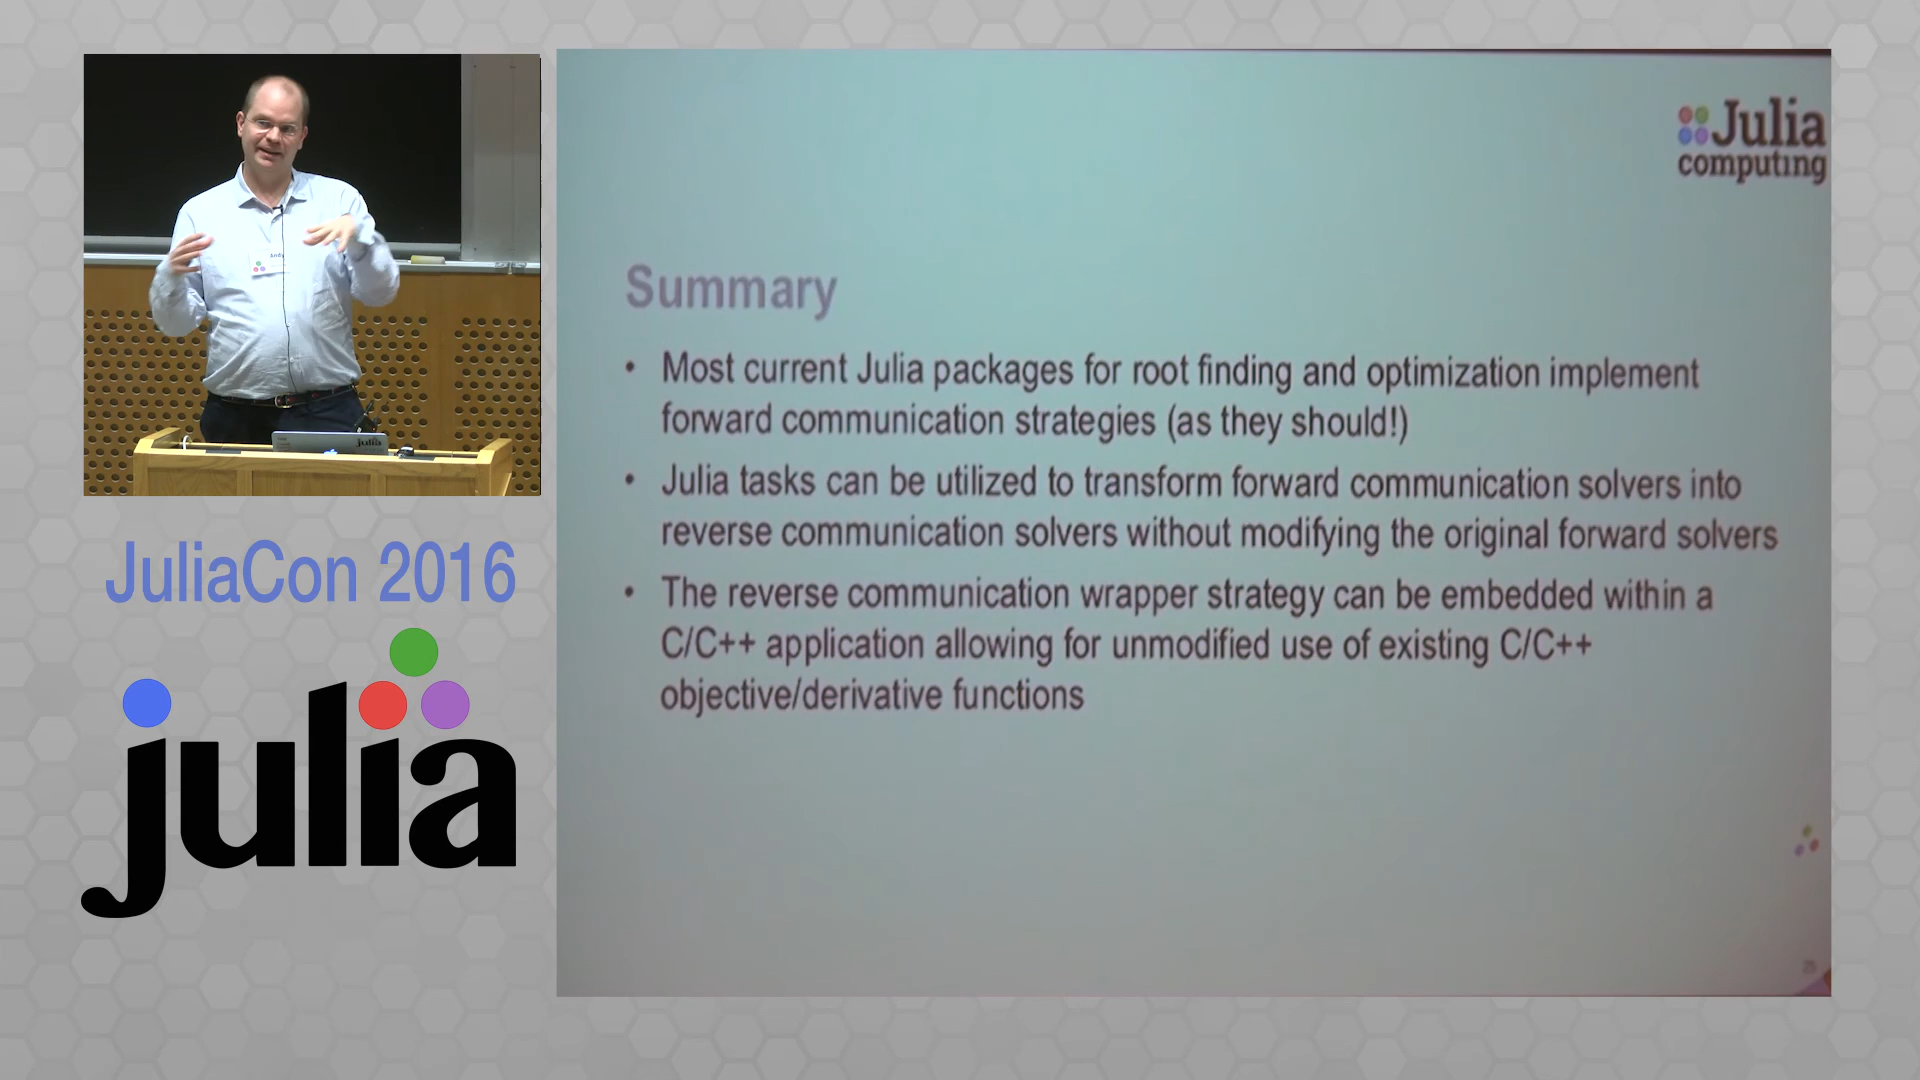 Julia
computing
Summary
• Most current Julia packages for root finding and optimization implement
forward communication strategies (as they should!)
• Julia tasks can be utilized to transform forward communication solvers into
reverse communication solvers without modifying the original forward solvers
• The reverse communication wrapper strategy can be embedded within a
C/C++ application allowing for unmodified use of existing C/C++
objective/derivative functions
julia
JuliaCon 2016
julia